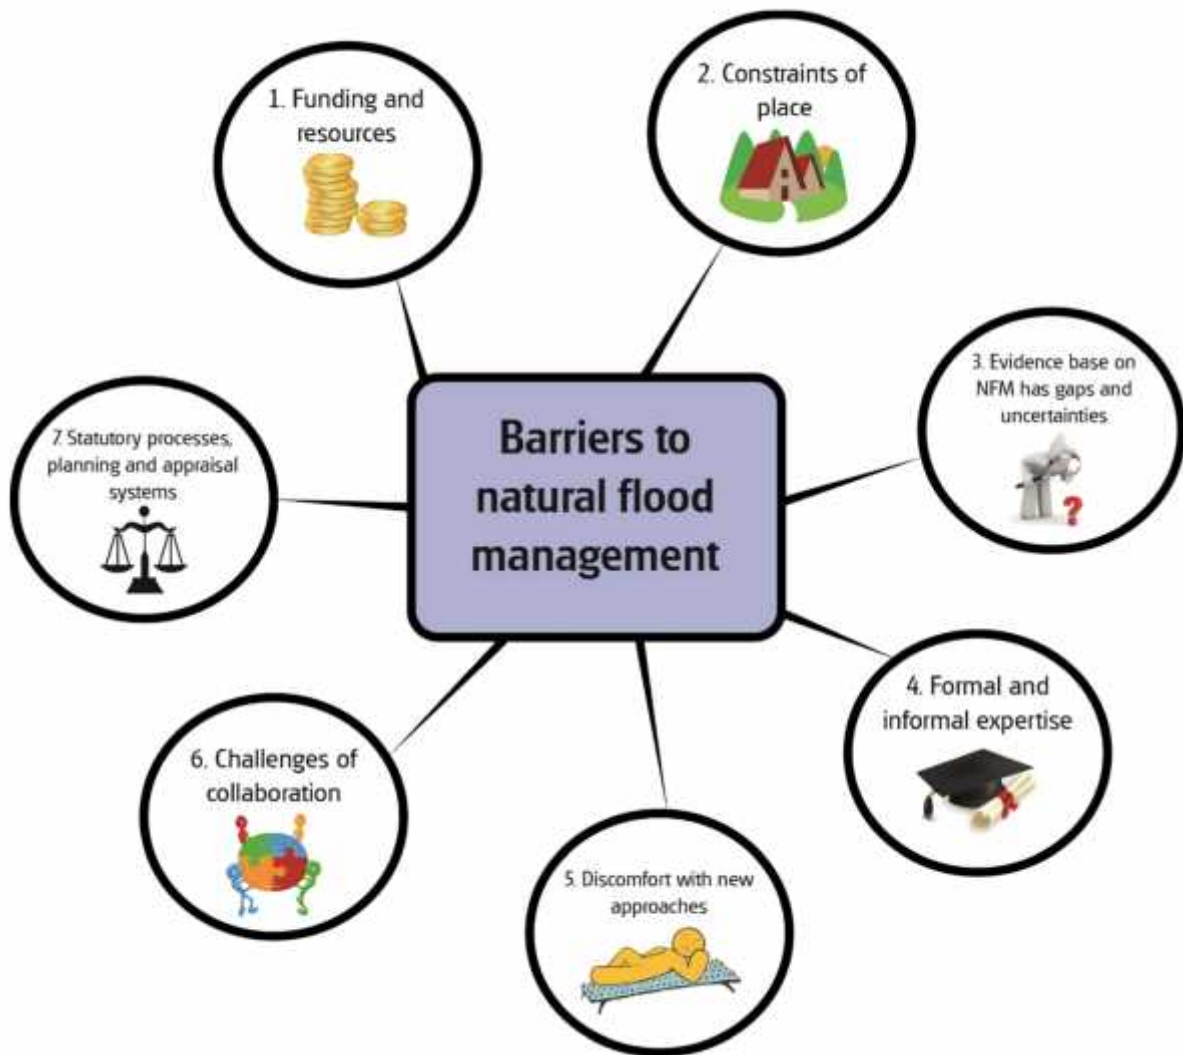 Barriers to
natural flood
management
1. Funding and
resources
2. Constraints of
place
3. Evidence base on
NFM has gaps and
uncertainties
?
4. Formal and
informal expertise
5. Discomfort with new
approaches
6. Challenges of
collaboration
7. Statutory processes,
planning and appraisal
systems